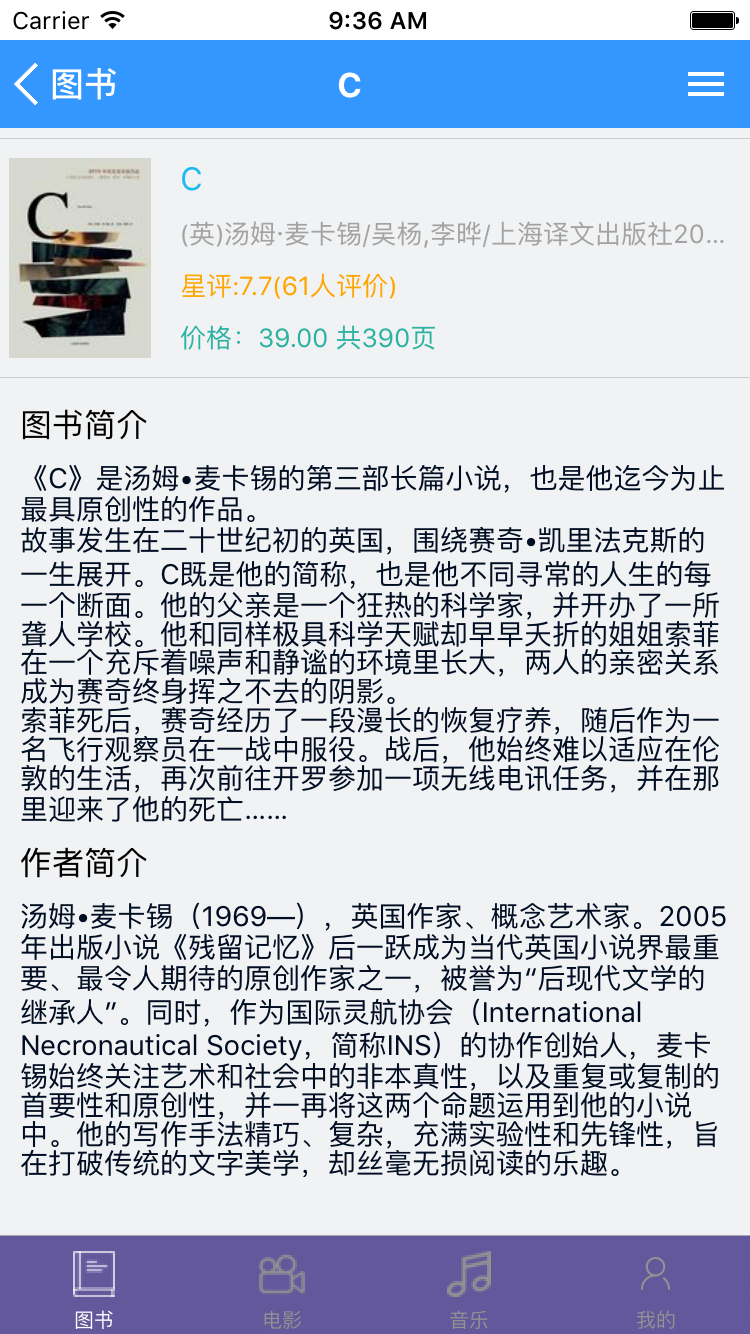 Carrier 9:36 AM
图书 C
C
C
(英)汤姆·麦卡锡/吴杨,李晔/上海译文出版社20...
星评:7.7(61人评价)
价格：39.00 共390页
图书简介
《C》是汤姆•麦卡锡的第三部长篇小说，也是他迄今为止
最具原创性的作品。
故事发生在二十世纪初的英国，围绕赛奇•凯里法克斯的
一生展开。C既是他的简称，也是他不同寻常的人生的每
一个断面。他的父亲是一个狂热的科学家，并开办了一所
聋人学校。他和同样极具科学天赋却早早夭折的姐姐索菲
在一个充斥着噪声和静谧的环境里长大，两人的亲密关系
成为赛奇终身挥之不去的阴影。
索菲死后，赛奇经历了一段漫长的恢复疗养，随后作为一
名飞行观察员在一战中服役。战后，他始终难以适应在伦
敦的生活，再次前往开罗参加一项无线电讯任务，并在那
里迎来了他的死亡……
作者简介
汤姆•麦卡锡（1969—），英国作家、概念艺术家。2005
年出版小说《残留记忆》后一跃成为当代英国小说界最重
要、最令人期待的原创作家之一，被誉为“后现代文学的
继承人”。同时，作为国际灵航协会（International
Necronautical Society，简称INS）的协作创始人，麦卡
锡始终关注艺术和社会中的非本真性，以及重复或复制的
首要性和原创性，并一再将这两个命题运用到他的小说
中。他的写作手法精巧、复杂，充满实验性和先锋性，旨
在打破传统的文字美学，却丝毫无损阅读的乐趣。
图书 电影 音乐 我的